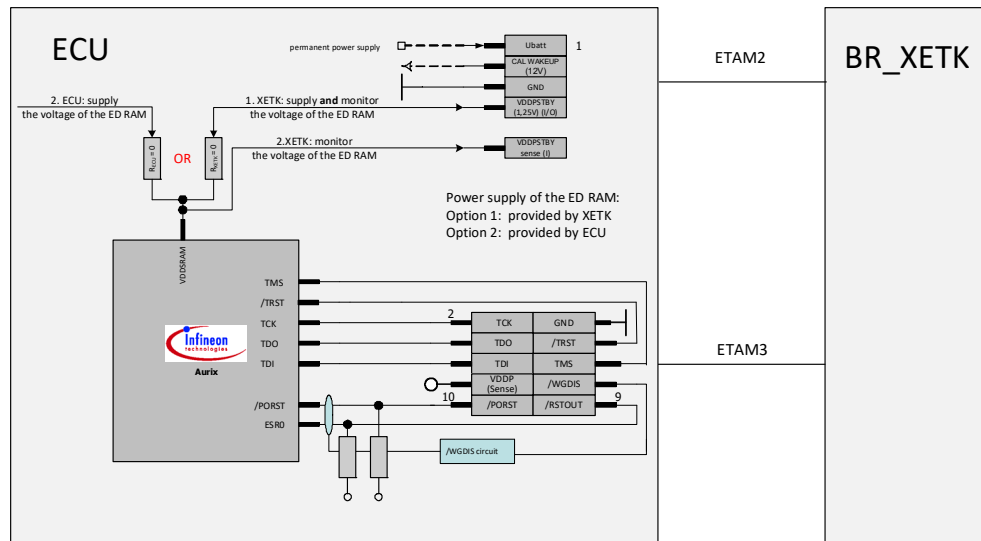 ECU
BR_XETK
ETAM2
ETAM3
permanent power supply
Ubatt
1
CAL WAKEUP
(12V)
GND
VDDPSTBY
(1,25V) (I/O)
VDDPSTBY
sense (I)
2. ECU: supply
the voltage of the ED RAM
1. XETK: supply and monitor
the voltage of the ED RAM
2.XETK: monitor
the voltage of the ED RAM
RECU = 0
OR
RXETK = 0
Power supply of the ED RAM:
Option 1: provided by XETK
Option 2: provided by ECU
VDDSRAM
Infineon
technologies
Aurix
TMS
/TRST
TCK
TDO
TDI
/PORST
ESR0
2
TCK
GND
TDO
/TRST
TDI
TMS
VDDP
(Sense)
/WGDIS
10
/PORST
/RSTOUT
9
/WGDIS circuit